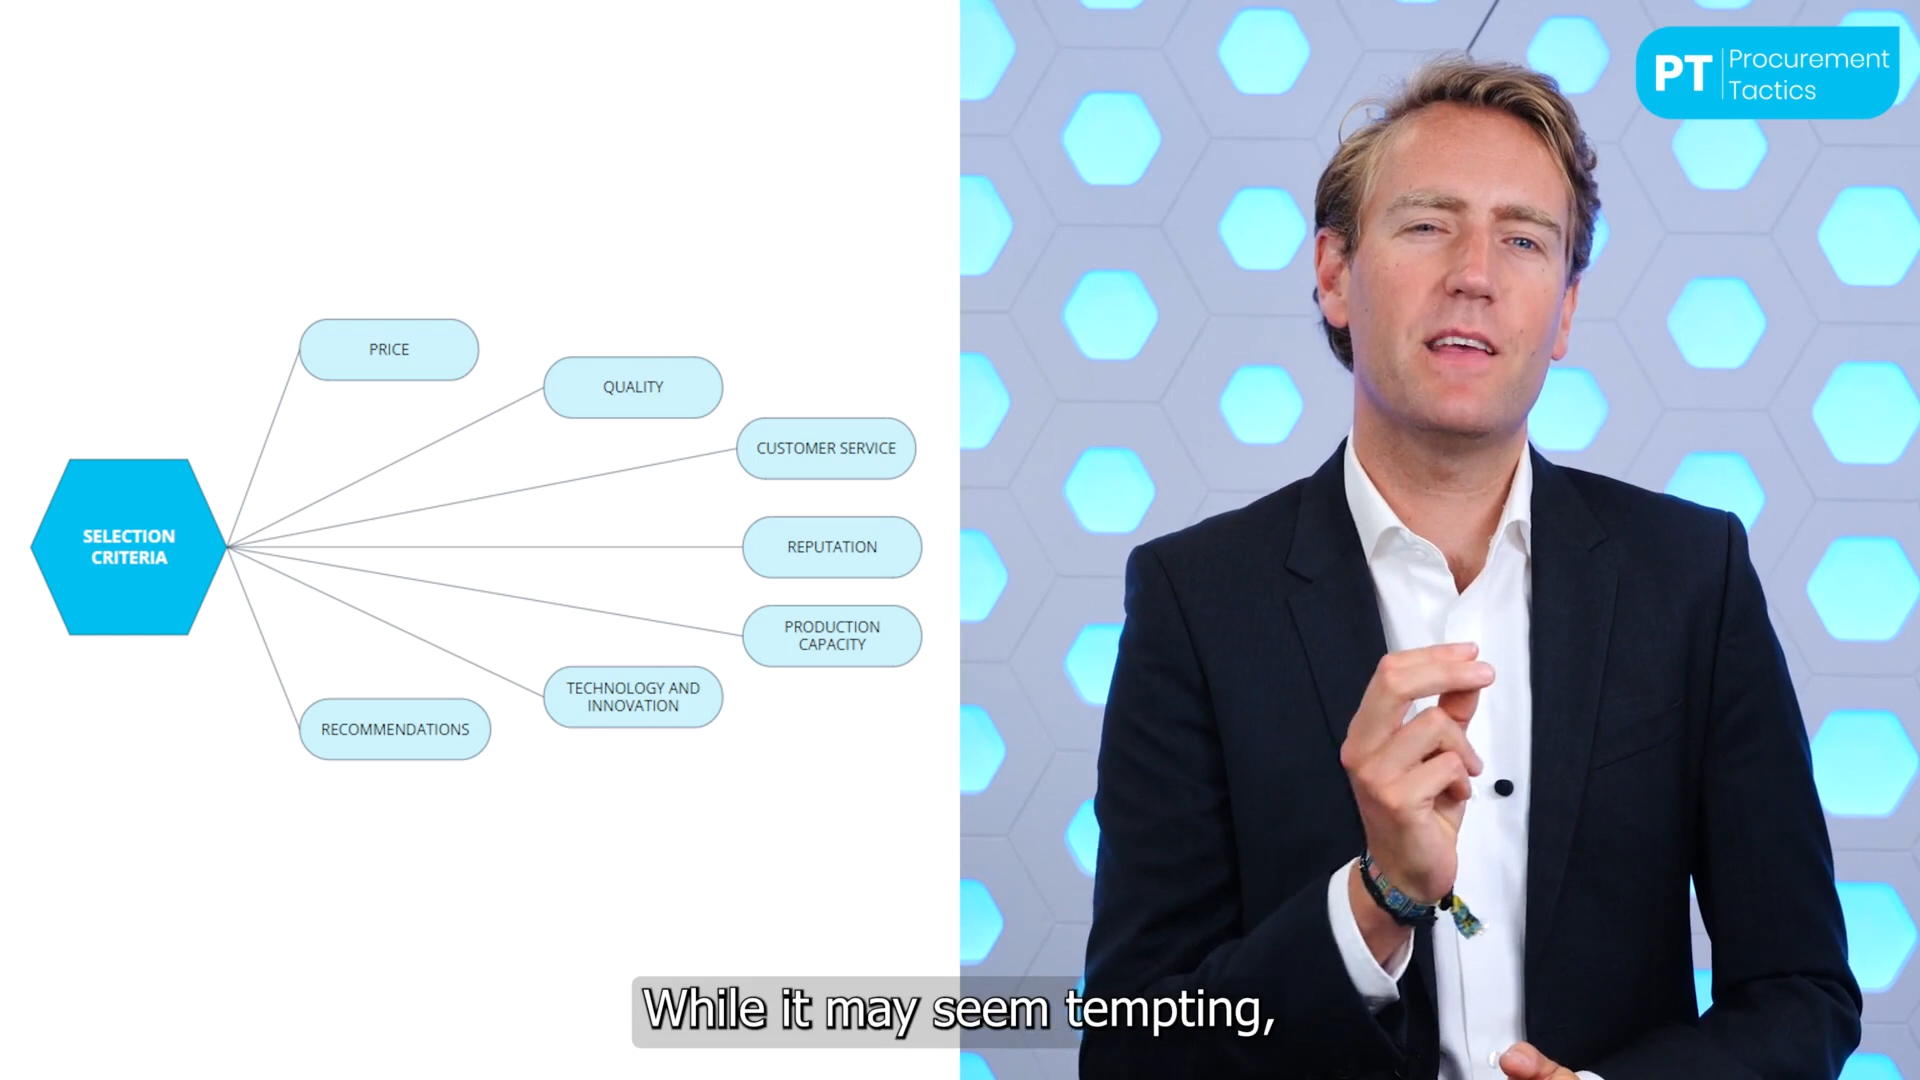 PT
Procurement
Tactics
PRICE
QUALITY
CUSTOMER SERVICE
SELECTION
CRITERIA
REPUTATION
PRODUCTION
CAPACITY
TECHNOLOGY AND
INNOVATION
RECOMMENDATIONS
While it may seem tempting,